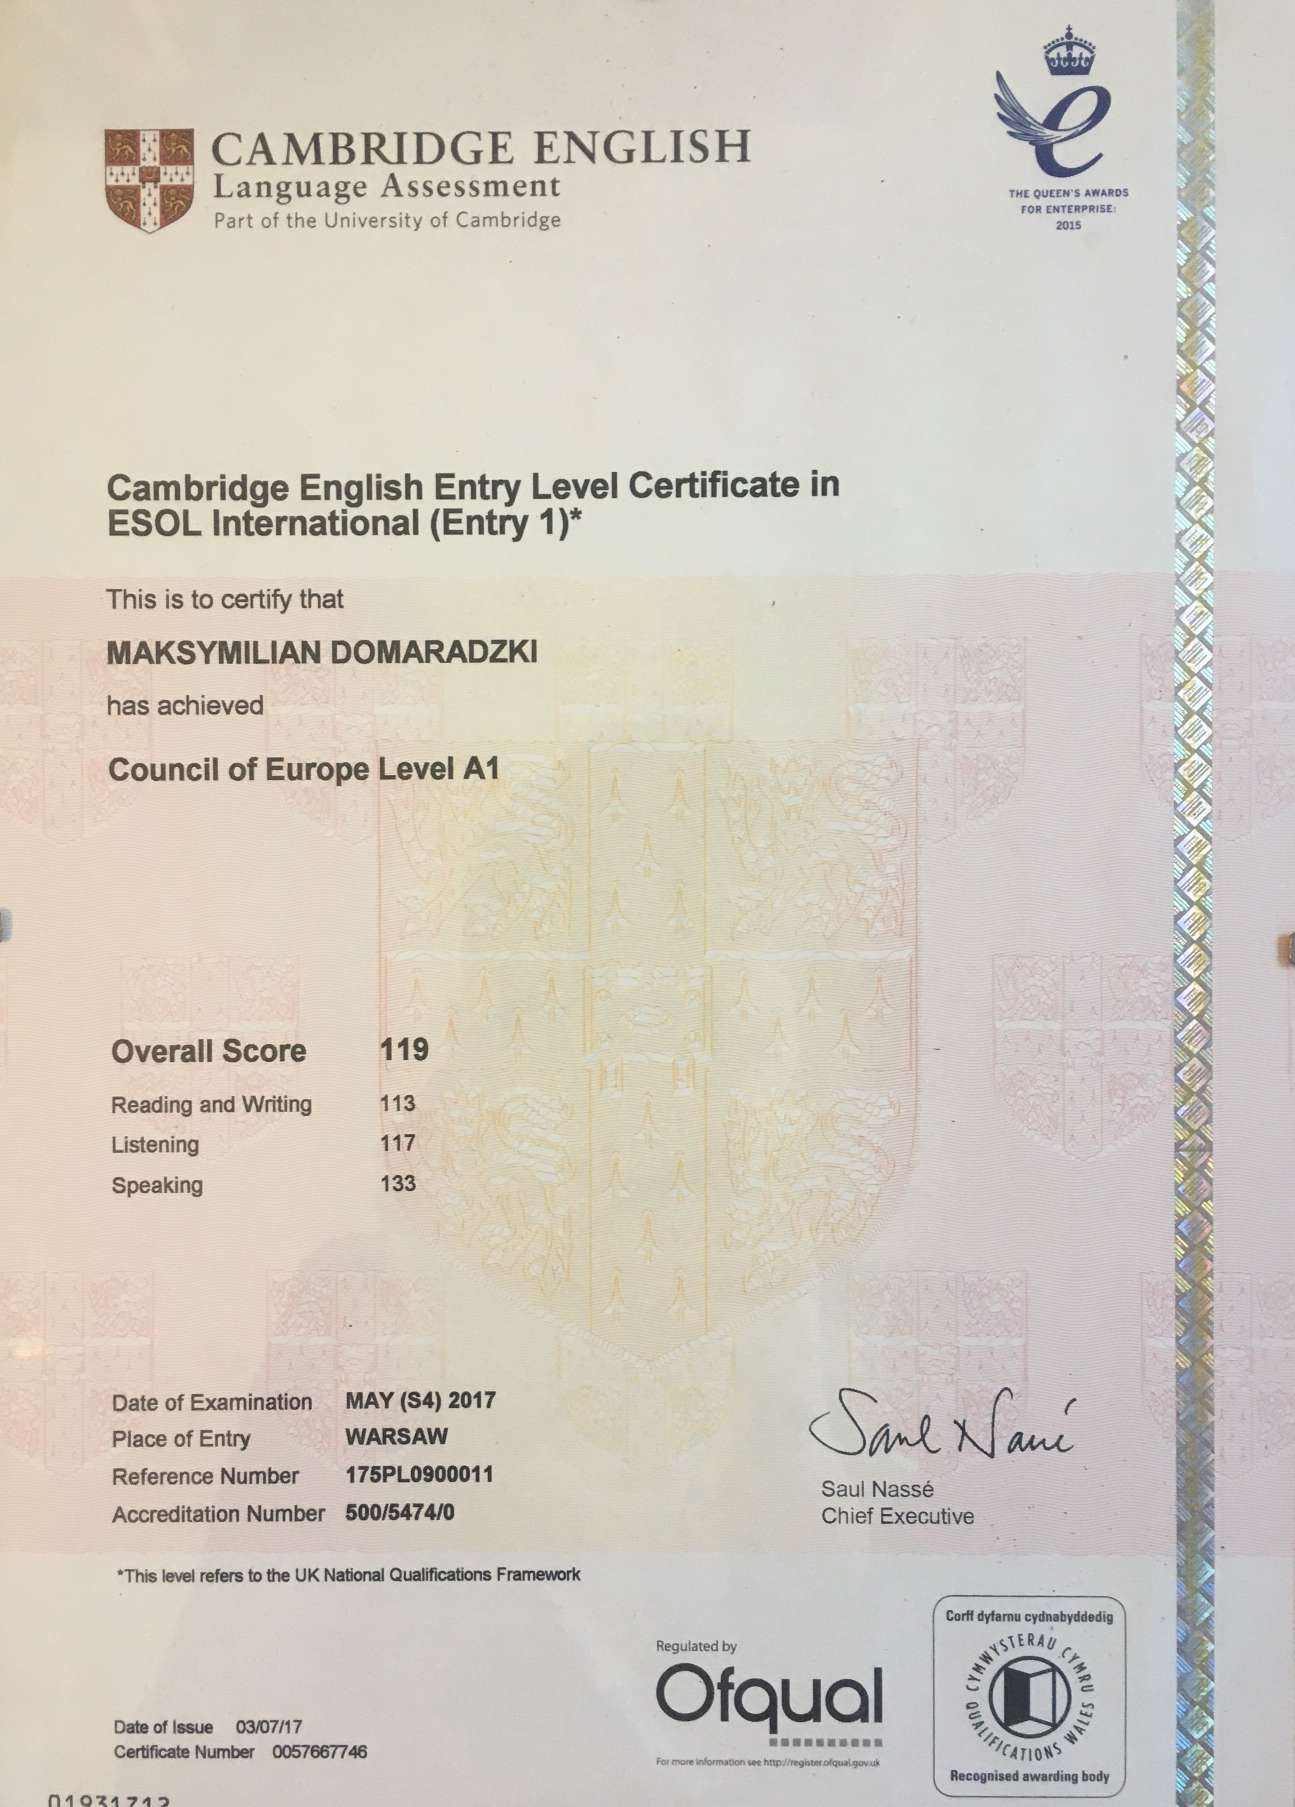 CAMBRIDGE ENGLISH
Language Assessment
Part of the University of Cambridge
e
THE QUEEN'S AWARDS
FOR ENTERPRISE:
2015
Cambridge English Entry Level Certificate in
ESOL International (Entry 1)*
This is to certify that
MAKSYMILIAN DOMARADZKI
has achieved
Council of Europe Level A1
Overall Score 119
Reading and Writing 113
Listening 117
Speaking 133
Date of Examination MAY (S4) 2017
Place of Entry WARSAW
Reference Number 175PL0900011
Accreditation Number 500/5474/0
Saul Nassé
Saul Nassé
Chief Executive
*This level refers to the UK National Qualifications Framework
Regulated by
Ofqual
For more information see http://register.ofqual.gov.uk
Corff dyfarnu cydnabyddedig
CYMWYSTERAU CYMRU
QUALIFICATIONS WALES
Recognised awarding body
Date of Issue 03/07/17
Certificate Number 0057667746